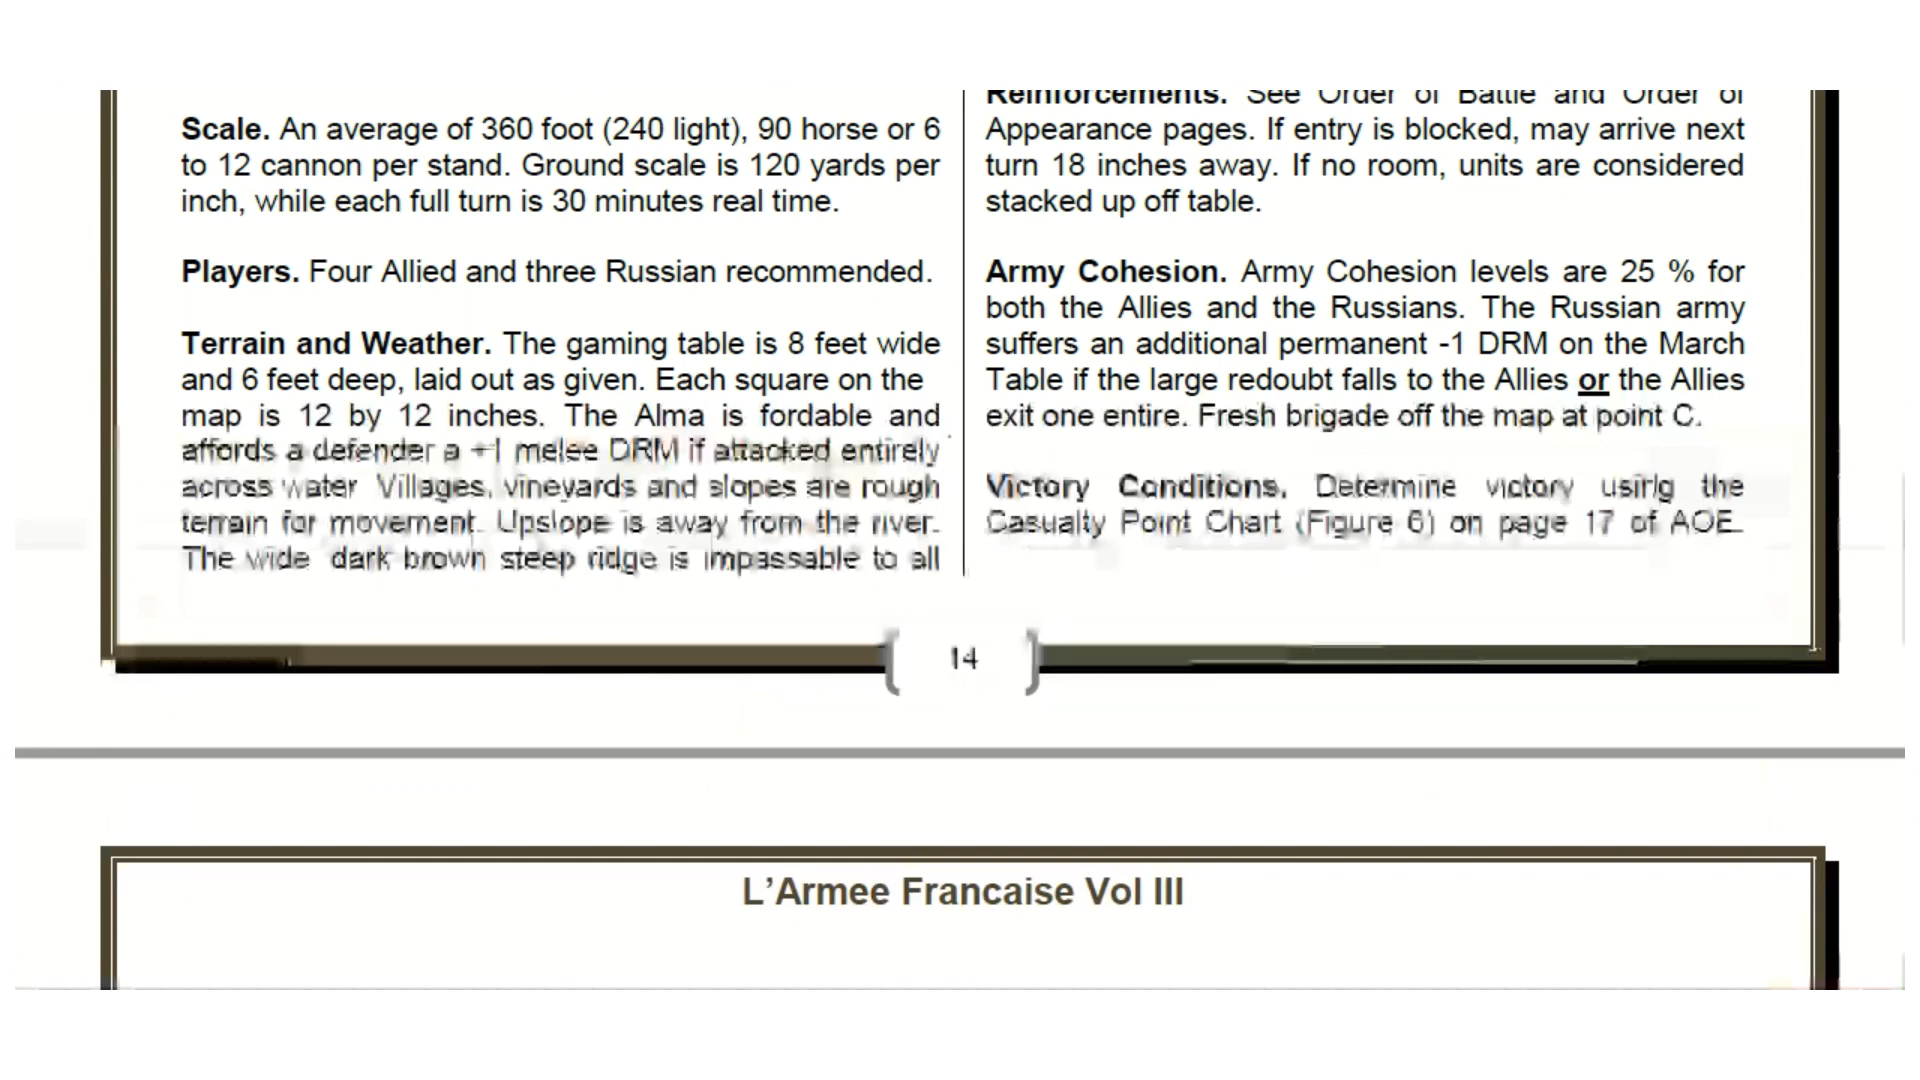 Scale. An average of 360 foot (240 light), 90 horse or 6
to 12 cannon per stand. Ground scale is 120 yards per
inch, while each full turn is 30 minutes real time.
Players. Four Allied and three Russian recommended.
Terrain and Weather. The gaming table is 8 feet wide
and 6 feet deep, laid out as given. Each square on the
map is 12 by 12 inches. The Alma is fordable and
affords a defender a +1 melee DRM if attacked entirely
across water Villages, vineyards and slopes are rough
terrain for movement. Upslope is away from the river.
The wide dark brown steep ridge is impassable to all
Reinforcements. See Order of Battle and Order of
Appearance pages. If entry is blocked, may arrive next
turn 18 inches away. If no room, units are considered
stacked up off table.
Army Cohesion. Army Cohesion levels are 25 % for
both the Allies and the Russians. The Russian army
suffers an additional permanent -1 DRM on the March
Table if the large redoubt falls to the Allies or the Allies
exit one entire. Fresh brigade off the map at point C.
Victory Conditions. Determine victory using the
Casualty Point Chart (Figure 6) on page 17 of AOE.
14
L’Armee Francaise Vol III